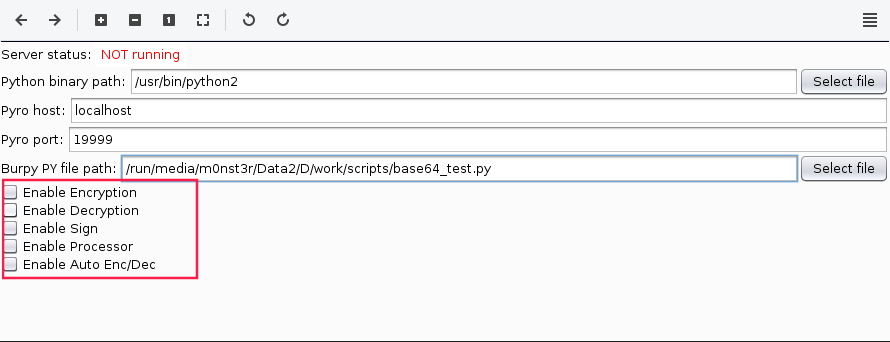 1
Server status: NOT running
Python binary path: /usr/bin/python2 Select file
Pyro host: localhost
Pyro port: 19999
Burpy PY file path: /run/media/m0nst3r/Data2/D/work/scripts/base64_test.py Select file
Enable Encryption
Enable Decryption
Enable Sign
Enable Processor
Enable Auto Enc/Dec